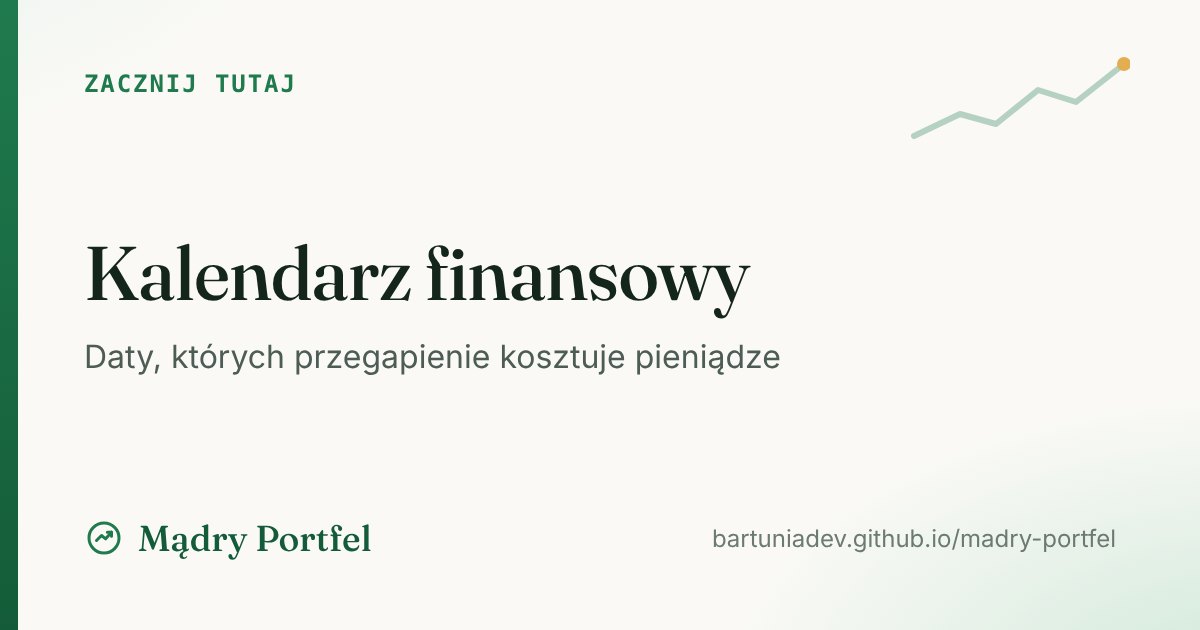 ZACZNIJ TUTAJ
Kalendarz finansowy
Daty, których przegapienie kosztuje pieniądze
Mądry Portfel
bartuniadev.github.io/madry-portfel